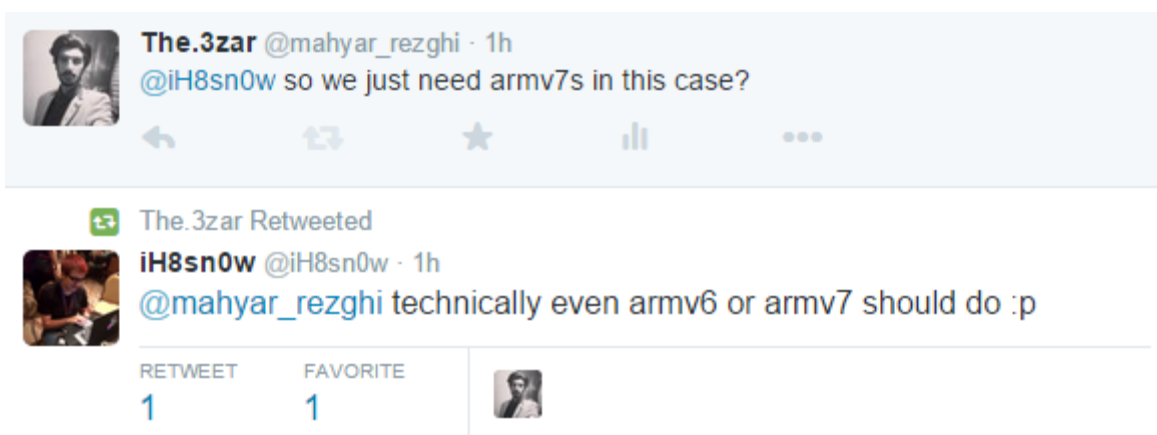 The.3zar @mahyar_rezghi · 1h
@iH8sn0w so we just need armv7s in this case?
The.3zar Retweeted
iH8sn0w @iH8sn0w · 1h
@mahyar_rezghi technically even armv6 or armv7 should do :p
RETWEET FAVORITE
1 1